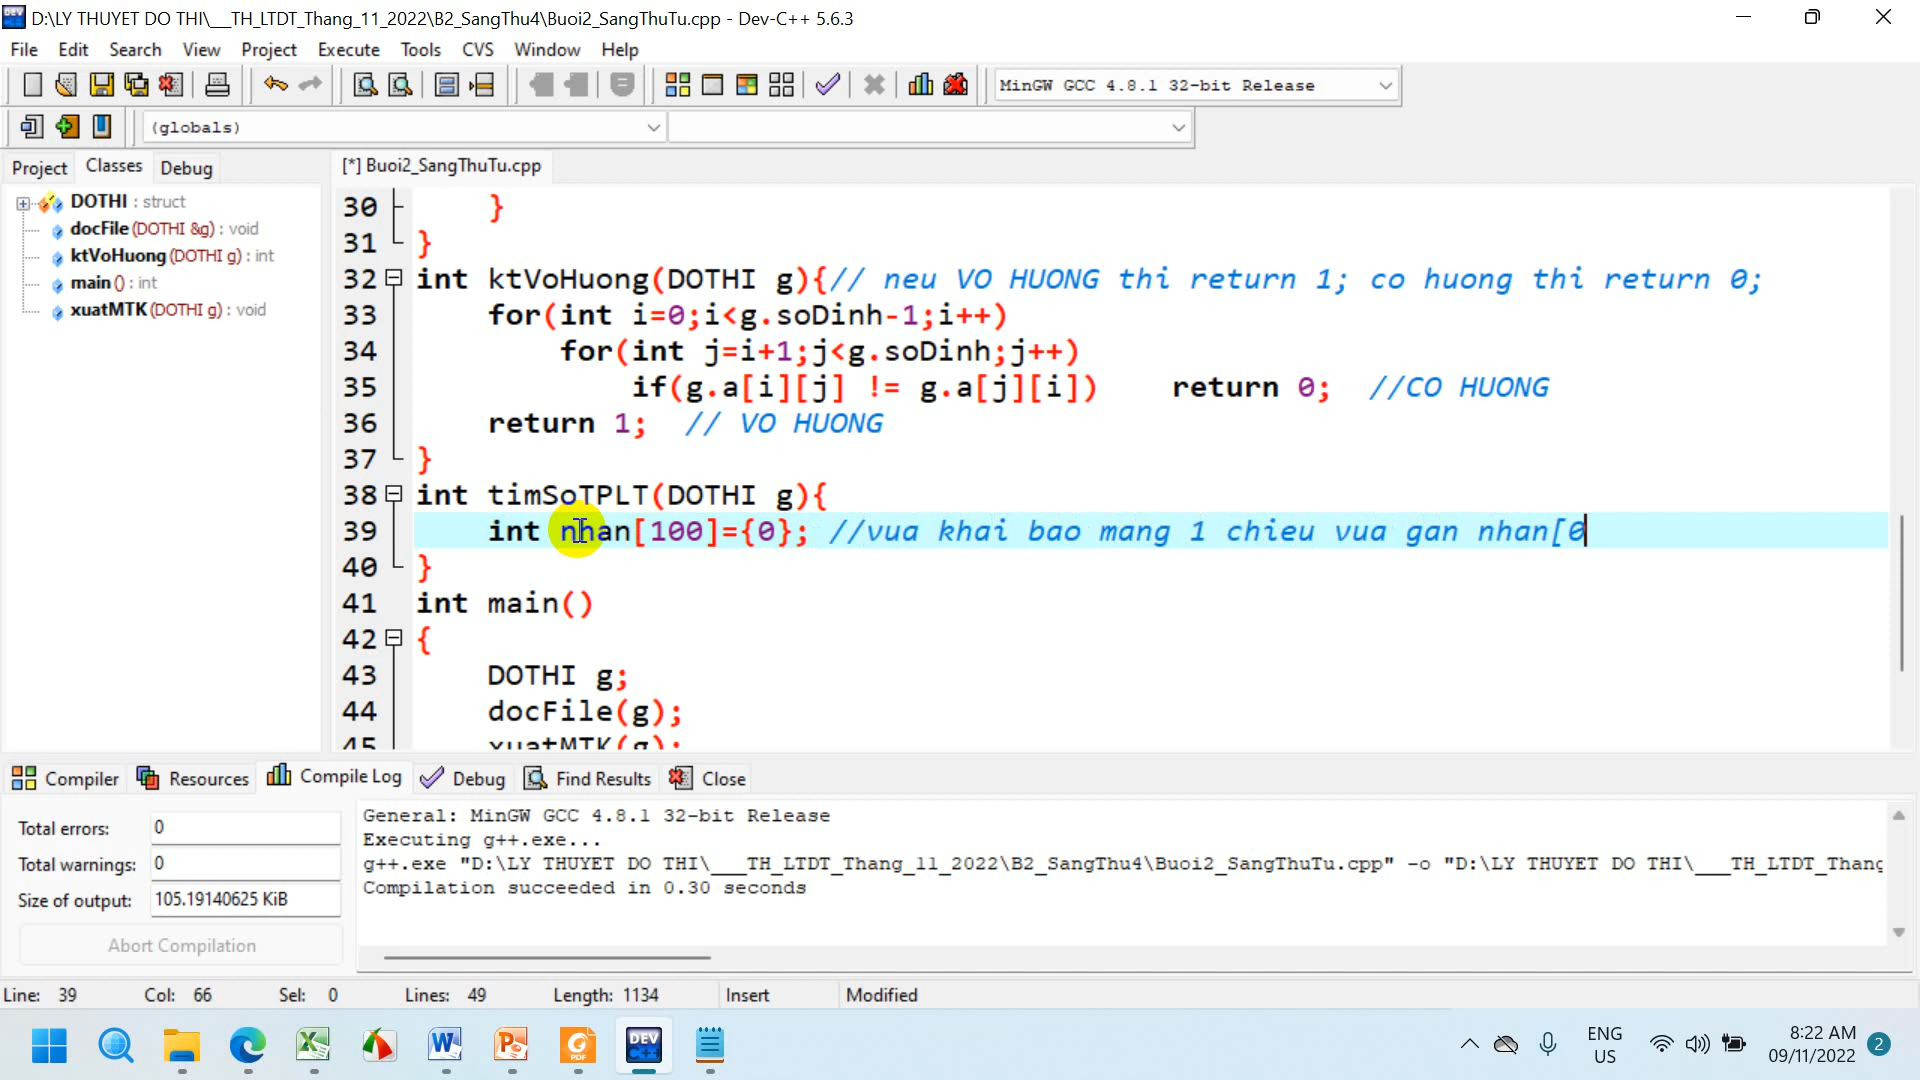 D:\LY THUYET DO THI\___TH_LTDT_Thang_11_2022\B2_SangThu4\Buoi2_SangThuTu.cpp - Dev-C++ 5.6.3
File Edit Search View Project Execute Tools CVS Window Help
MinGW GCC 4.8.1 32-bit Release
(globals)
Project Classes Debug
[*] Buoi2_SangThuTu.cpp
DOTHI : struct
docFile (DOTHI &g) : void
ktVoHuong (DOTHI g) : int
main () : int
xuatMTK (DOTHI g) : void
30 }
31 }
32 int ktVoHuong(DOTHI g){// neu VO HUONG thi return 1; co huong thi return 0;
33 for(int i=0;i<g.soDinh-1;i++)
34 for(int j=i+1;j<g.soDinh;j++)
35 if(g.a[i][j] != g.a[j][i]) return 0; //CO HUONG
36 return 1; // VO HUONG
37 }
38 int timSoTPLT(DOTHI g){
39 int nhan[100]={0}; //vua khai bao mang 1 chieu vua gan nhan[0
40 }
41 int main()
42 {
43 DOTHI g;
44 docFile(g);
45 xuatMTK(g);
Compiler Resources Compile Log Debug Find Results Close
Total errors: 0
Total warnings: 0
Size of output: 105.19140625 KiB
Abort Compilation
General: MinGW GCC 4.8.1 32-bit Release
Executing g++.exe...
g++.exe "D:\LY THUYET DO THI\___TH_LTDT_Thang_11_2022\B2_SangThu4\Buoi2_SangThuTu.cpp" -o "D:\LY THUYET DO THI\___TH_LTDT_Thang
Compilation succeeded in 0.30 seconds
Line: 39 Col: 66 Sel: 0 Lines: 49 Length: 1134 Insert Modified
DEV C++
ENG
US
8:22 AM
09/11/2022
2